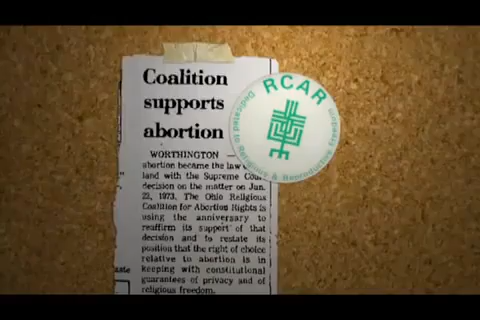 Coalition
supports
abortion
WORTHINGTON —
abortion became the law
land with the Supreme Court
decision on the matter on Jan.
22, 1973. The Ohio Religious
Coalition for Abortion Rights is
using the anniversary to
reaffirm its support of that
decision and to restate its
position that the right of choice
relative to abortion is in
keeping with constitutional
guarantees of privacy and of
religious freedom.
RCAR
Dedicated to Religious & Reproductive Freedom